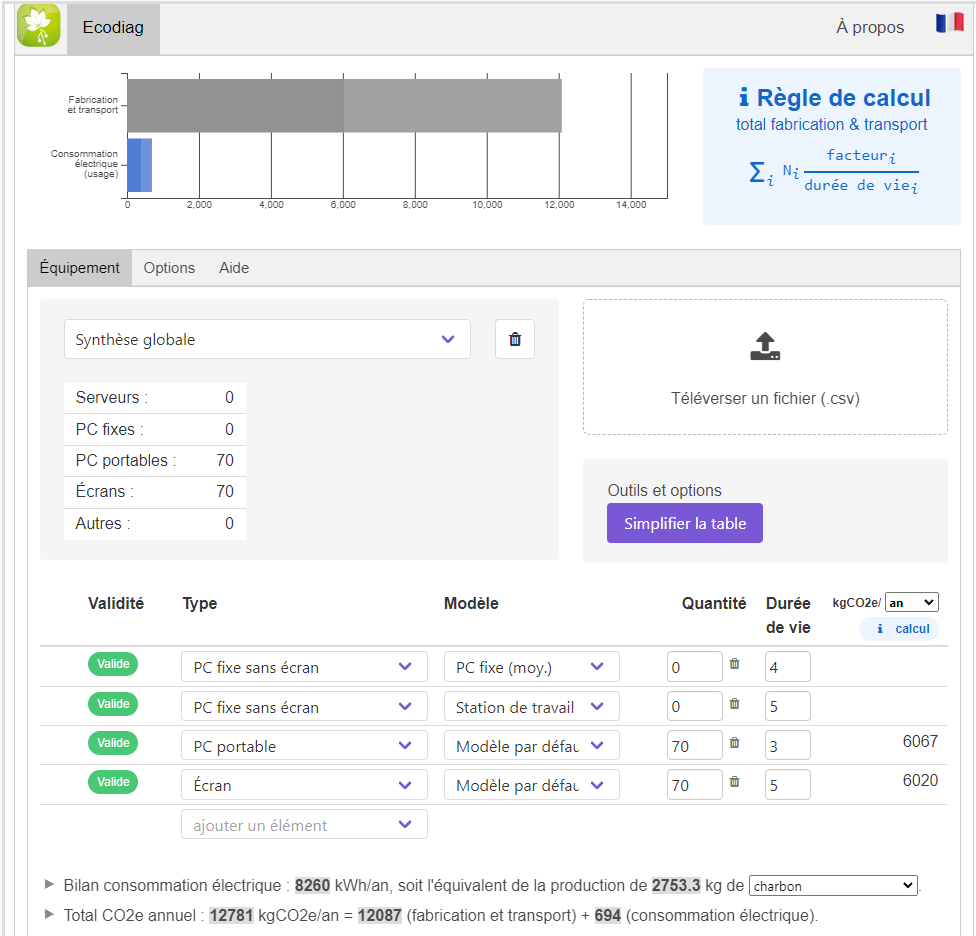 Ecodiag
À propos
Fabrication
et transport
Consommation
électrique
(usage)
0 2,000 4,000 6,000 8,000 10,000 12,000 14,000
Règle de calcul
total fabrication & transport
Σi Ni facteuri
durée de viei
Équipement Options Aide
Synthèse globale
Serveurs : 0
PC fixes : 0
PC portables : 70
Écrans : 70
Autres : 0
Téléverser un fichier (.csv)
Outils et options
Simplifier la table
Validité Type Modèle Quantité Durée de vie kgCO2e/ an
calcul
Valide PC fixe sans écran PC fixe (moy.) 0 4
Valide PC fixe sans écran Station de travail 0 5
Valide PC portable Modèle par défau 70 3 6067
Valide Écran Modèle par défau 70 5 6020
ajouter un élément
Bilan consommation électrique : 8260 kWh/an, soit l'équivalent de la production de 2753.3 kg de charbon.
Total CO2e annuel : 12781 kgCO2e/an = 12087 (fabrication et transport) + 694 (consommation électrique).